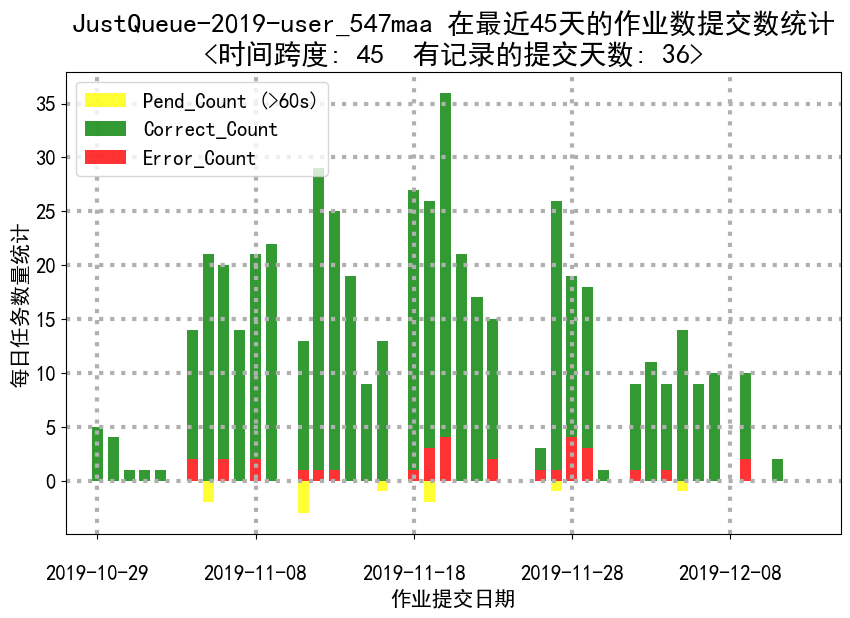 JustQueue-2019-user_547maa 在最近45天的作业数提交数统计
<时间跨度: 45  有记录的提交天数: 36>
Pend_Count (>60s)
Correct_Count
Error_Count
每日任务数量统计
35
30
25
20
15
10
5
0
2019-10-29 2019-11-08 2019-11-18 2019-11-28 2019-12-08
作业提交日期